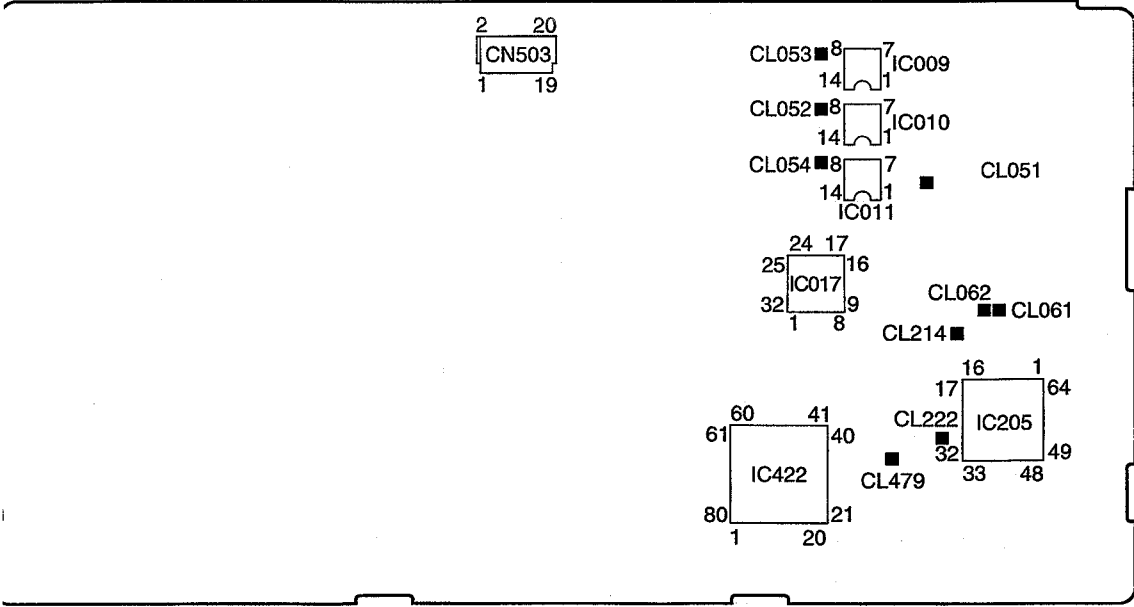 2 20
CN503
1 19
CL053 8 7 IC009
14 1
CL052 8 7 IC010
14 1
CL054 8 7
14 1
IC011
CL051
24 17
25 16
IC017
32 9
1 8
CL062
CL061
CL214
16 1
17 64
IC205
CL222
32 49
33 48
CL479
60 41
61 40
IC422
80 21
1 20